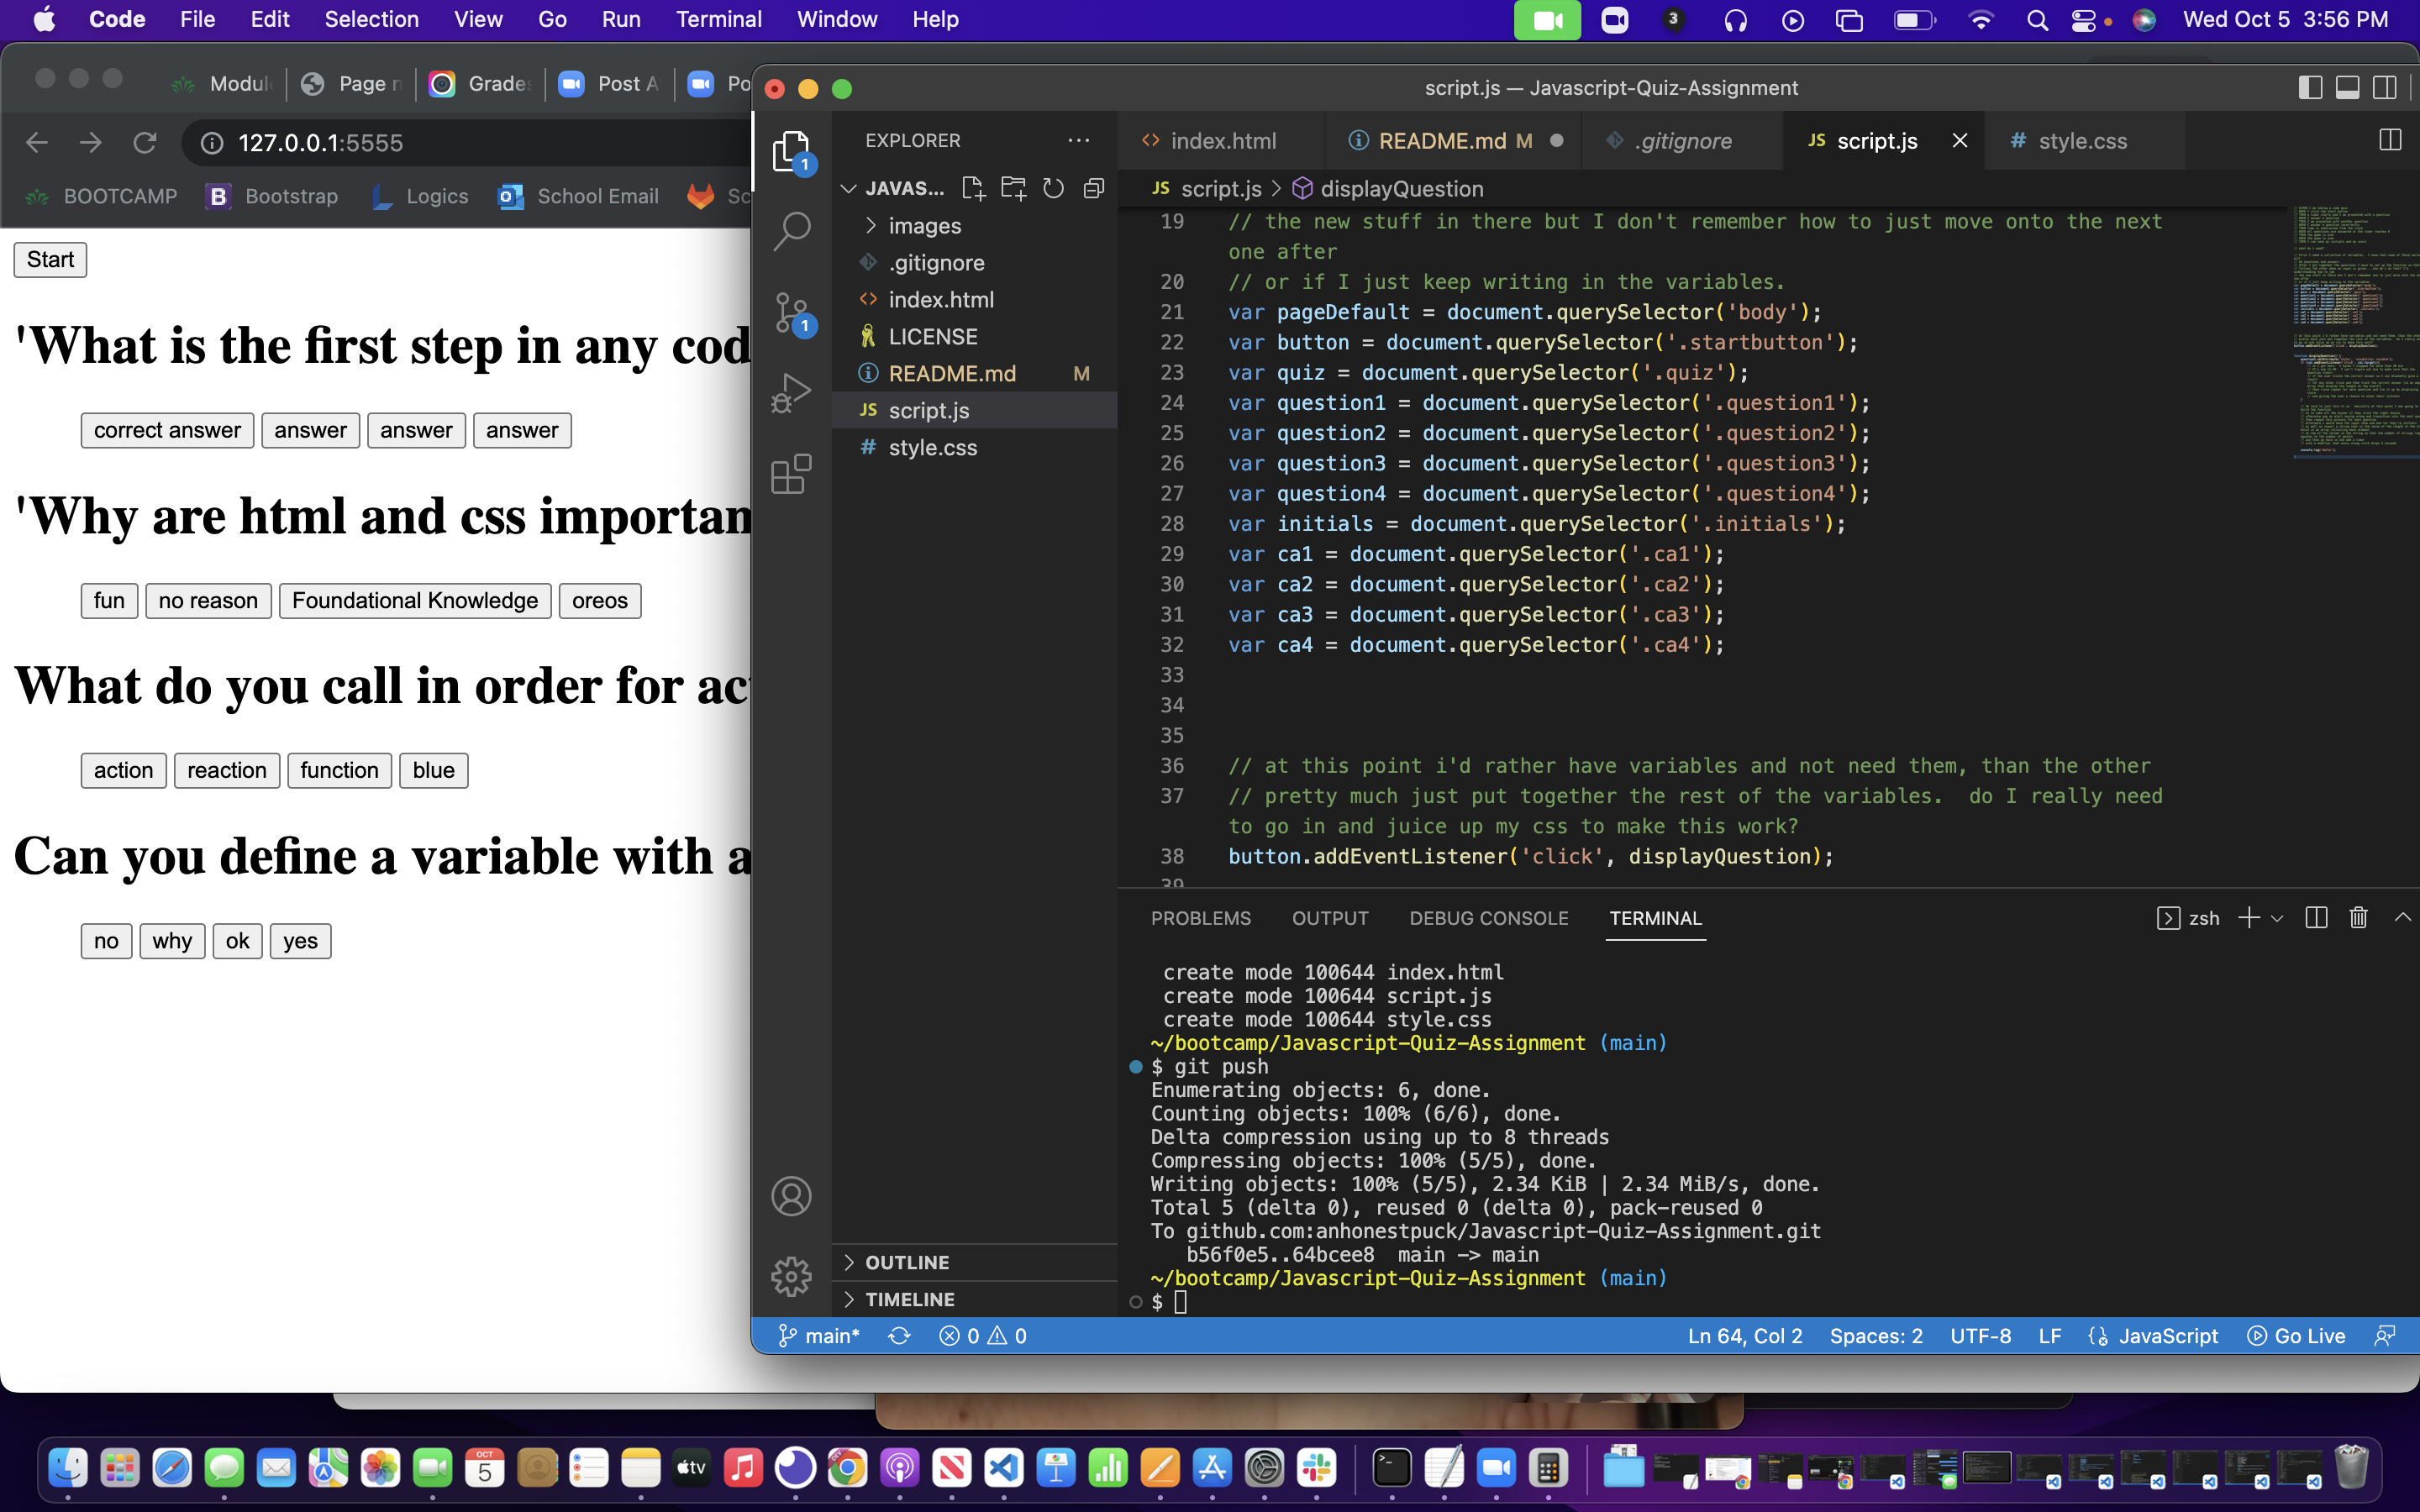 Code File Edit Selection View Go Run Terminal Window Help
3
Wed Oct 5 3:56 PM
Page
Post A
127.0.0.1:5555
BOOTCAMP Bootstrap Logics School Email
Start
'What is the first step in any cod
correct answer answer answer answer
'Why are html and css importan
fun no reason Foundational Knowledge oreos
What do you call in order for ac
action reaction function blue
Can you define a variable with a
no why ok yes
script.js — Javascript-Quiz-Assignment
EXPLORER
1
JAVAS...
images
.gitignore
index.html
LICENSE
README.md M
script.js
style.css
1
OUTLINE
TIMELINE
index.html README.md M .gitignore JS script.js # style.css
JS script.js > displayQuestion
19 // the new stuff in there but I don't remember how to just move onto the next
one after
20 // or if I just keep writing in the variables.
21 var pageDefault = document.querySelector('body');
22 var button = document.querySelector('.startbutton');
23 var quiz = document.querySelector('.quiz');
24 var question1 = document.querySelector('.question1');
25 var question2 = document.querySelector('.question2');
26 var question3 = document.querySelector('.question3');
27 var question4 = document.querySelector('.question4');
28 var initials = document.querySelector('.initials');
29 var ca1 = document.querySelector('.ca1');
30 var ca2 = document.querySelector('.ca2');
31 var ca3 = document.querySelector('.ca3');
32 var ca4 = document.querySelector('.ca4');
33
34
35
36 // at this point i'd rather have variables and not need them, than the other
37 // pretty much just put together the rest of the variables.  do I really need
to go in and juice up my css to make this work?
38 button.addEventListener('click', displayQuestion);
39
PROBLEMS OUTPUT DEBUG CONSOLE TERMINAL
zsh
create mode 100644 index.html
create mode 100644 script.js
create mode 100644 style.css
~/bootcamp/Javascript-Quiz-Assignment (main)
$ git push
Enumerating objects: 6, done.
Counting objects: 100% (6/6), done.
Delta compression using up to 8 threads
Compressing objects: 100% (5/5), done.
Writing objects: 100% (5/5), 2.34 KiB | 2.34 MiB/s, done.
Total 5 (delta 0), reused 0 (delta 0), pack-reused 0
To github.com:anhonestpuck/Javascript-Quiz-Assignment.git
b56f0e5..64bcee8  main -> main
~/bootcamp/Javascript-Quiz-Assignment (main)
$
main* 0 0 Ln 64, Col 2 Spaces: 2 UTF-8 LF JavaScript Go Live
OCT
5
tv